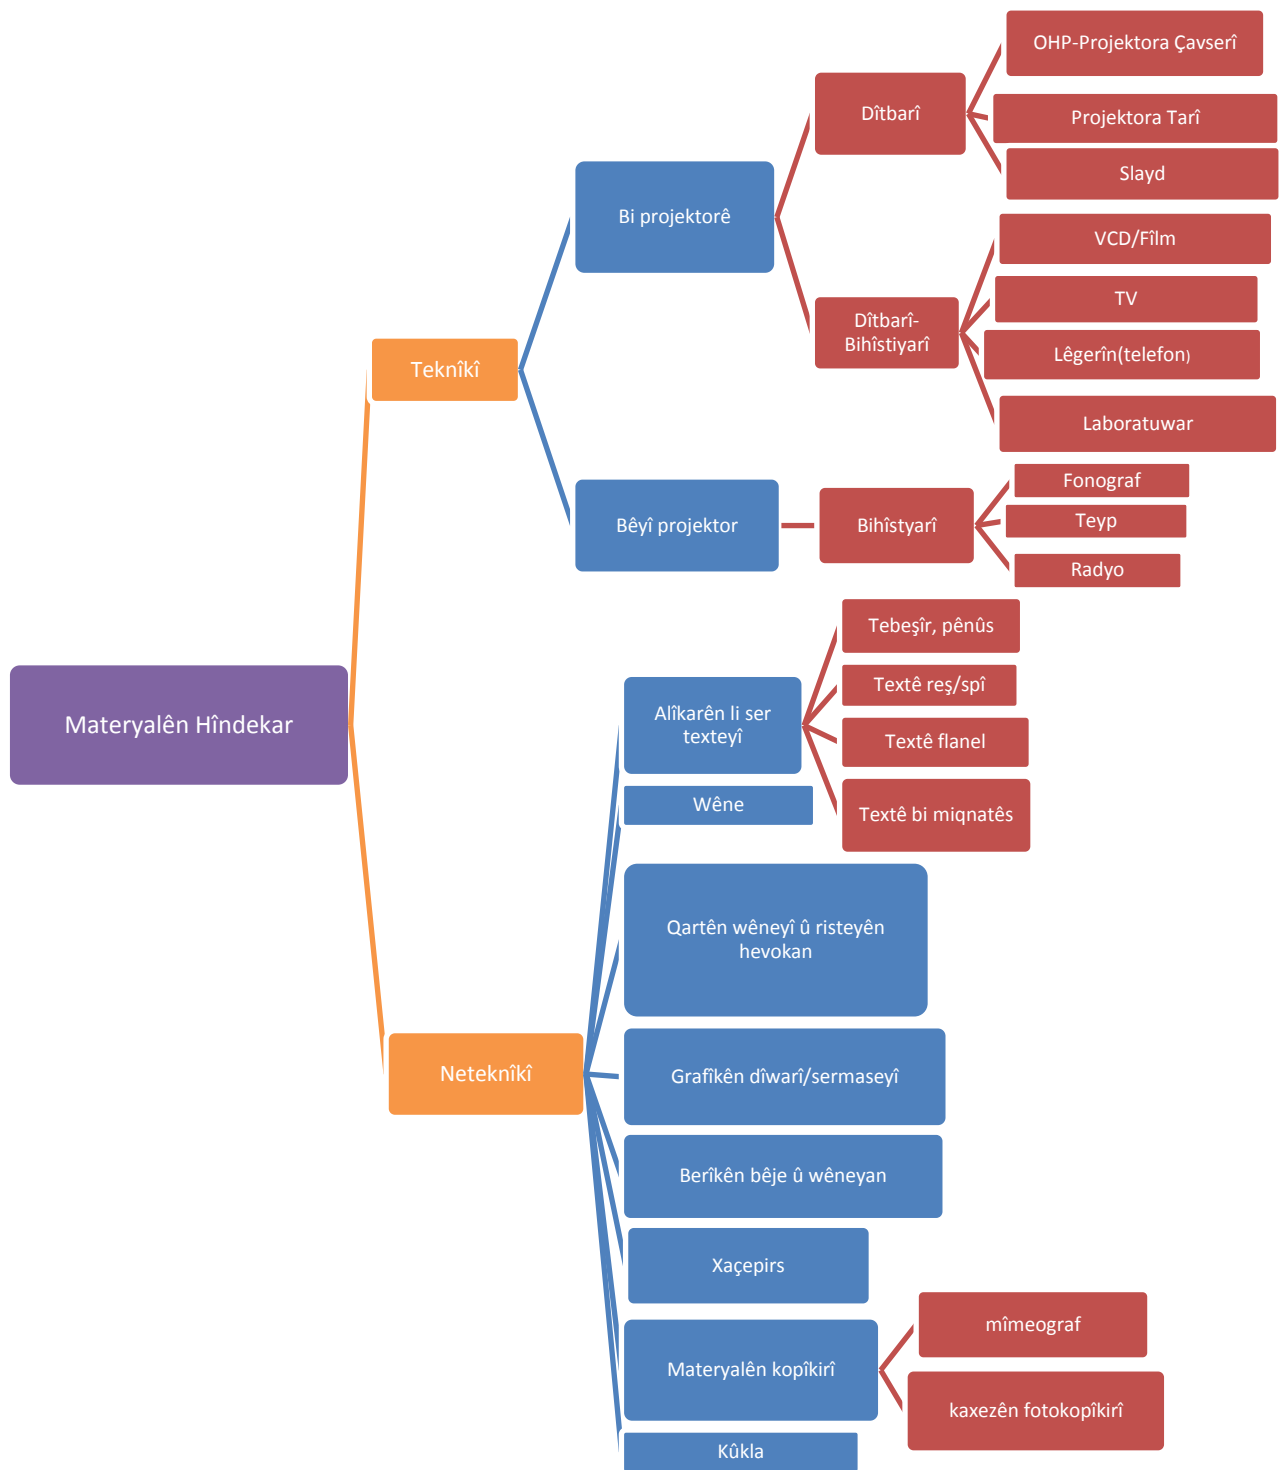 Materyalên Hîndekar
Teknîkî
Bi projektorê
Dîtbarî
OHP-Projektora Çavserî
Projektora Tarî
Slayd
Dîtbarî-
Bihîstiyarî
VCD/Fîlm
TV
Lêgerîn(telefon)
Laboratuwar
Bêyî projektor
Bihîstyarî
Fonograf
Teyp
Radyo
Neteknîkî
Alîkarên li ser
texteyî
Tebeşîr, pênûs
Textê reş/spî
Textê flanel
Textê bi miqnatês
Wêne
Qartên wêneyî û risteyên
hevokan
Grafîkên dîwarî/sermaseyî
Berîkên bêje û wêneyan
Xaçepirs
Materyalên kopîkirî
mîmeograf
kaxezên fotokopîkirî
Kûkla